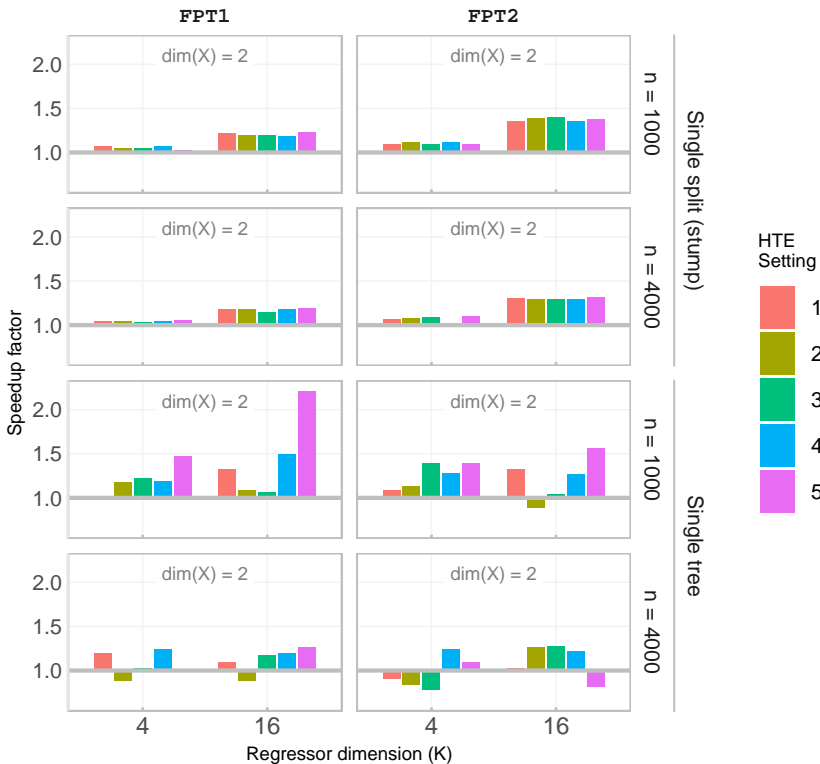 FPT1
FPT2
dim(X) = 2
dim(X) = 2
2.0
1.5
1.0
n = 1000
Single split (stump)
dim(X) = 2
dim(X) = 2
2.0
1.5
1.0
n = 4000
Speedup factor
dim(X) = 2
dim(X) = 2
2.0
1.5
1.0
n = 1000
Single tree
dim(X) = 2
dim(X) = 2
2.0
1.5
1.0
n = 4000
4
16
4
16
Regressor dimension (K)
HTE
Setting
1
2
3
4
5